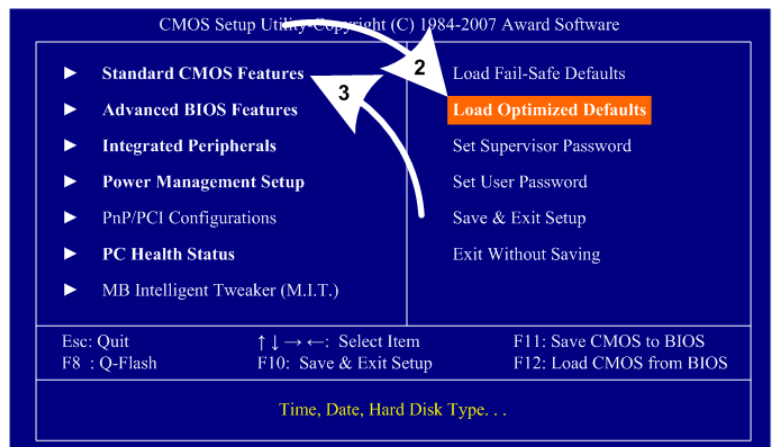 CMOS Setup Utility-Copyright (C) 1984-2007 Award Software
► Standard CMOS Features
► Advanced BIOS Features
► Integrated Peripherals
► Power Management Setup
► PnP/PCI Configurations
► PC Health Status
► MB Intelligent Tweaker (M.I.T.)
2
3
Load Fail-Safe Defaults
Load Optimized Defaults
Set Supervisor Password
Set User Password
Save & Exit Setup
Exit Without Saving
Esc: Quit ↑↓→←: Select Item F11: Save CMOS to BIOS
F8 : Q-Flash F10: Save & Exit Setup F12: Load CMOS from BIOS
Time, Date, Hard Disk Type. . .